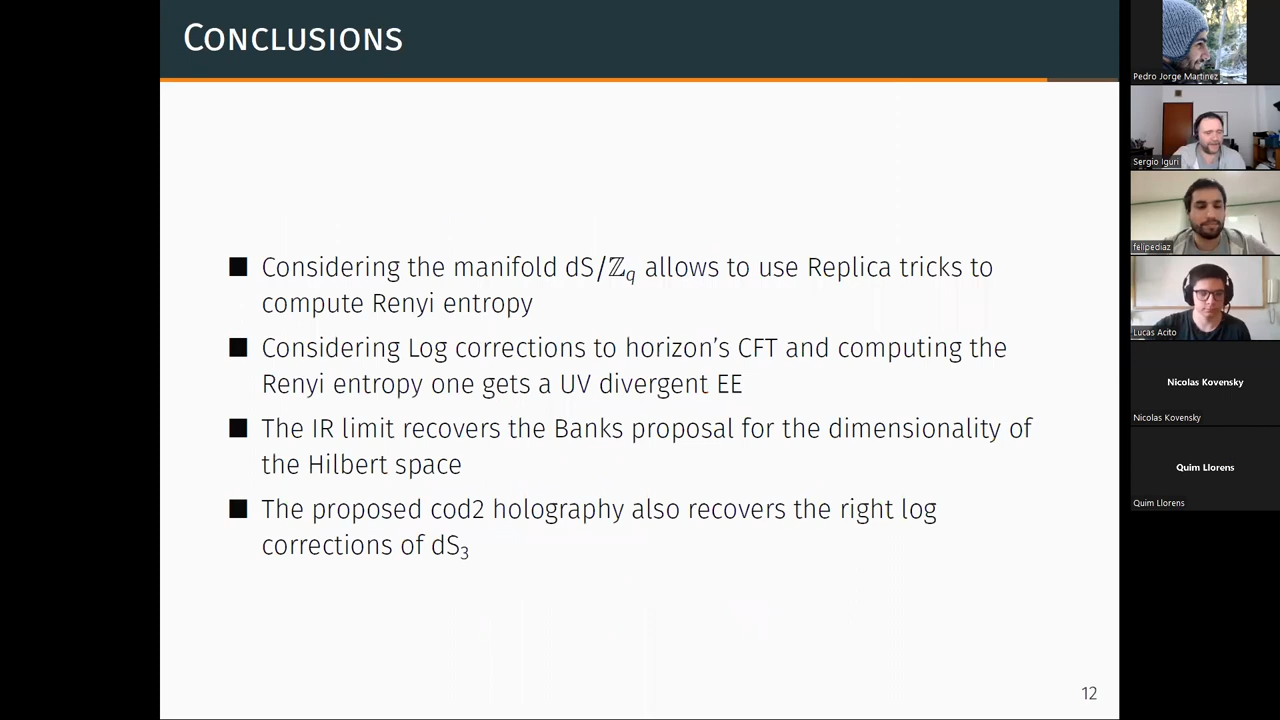 CONCLUSIONS
■ Considering the manifold dS/ℤq allows to use Replica tricks to
compute Renyi entropy
■ Considering Log corrections to horizon's CFT and computing the
Renyi entropy one gets a UV divergent EE
■ The IR limit recovers the Banks proposal for the dimensionality of
the Hilbert space
■ The proposed cod2 holography also recovers the right log
corrections of dS₃
12
Pedro Jorge Martinez
Sergio Iguri
felipediaz
Lucas Acito
Nicolas Kovensky
Nicolas Kovensky
Quim Llorens
Quim Llorens